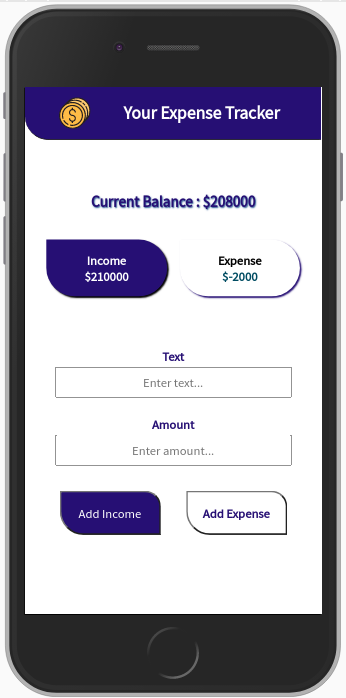 $
Your Expense Tracker
Current Balance : $208000
Income
$210000
Expense
$-2000
Text
Enter text...
Amount
Enter amount...
Add Income
Add Expense